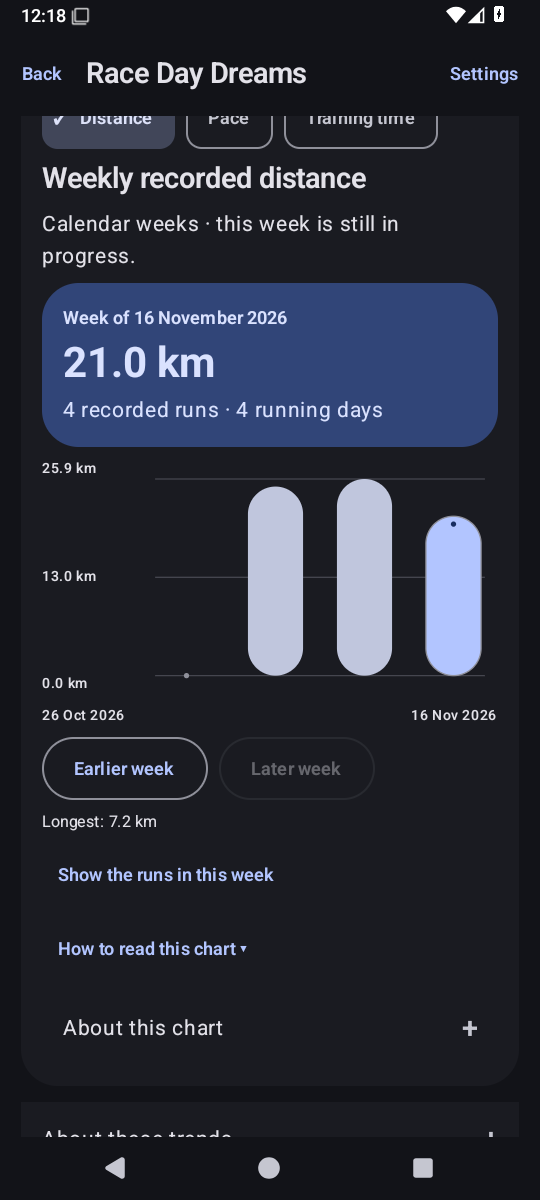 12:18
Back Race Day Dreams Settings
✓ Distance Pace Training time
Weekly recorded distance
Calendar weeks · this week is still in
progress.
Week of 16 November 2026
21.0 km
4 recorded runs · 4 running days
25.9 km
13.0 km
0.0 km
26 Oct 2026 16 Nov 2026
Earlier week Later week
Longest: 7.2 km
Show the runs in this week
How to read this chart ▾
About this chart +
About these trends +